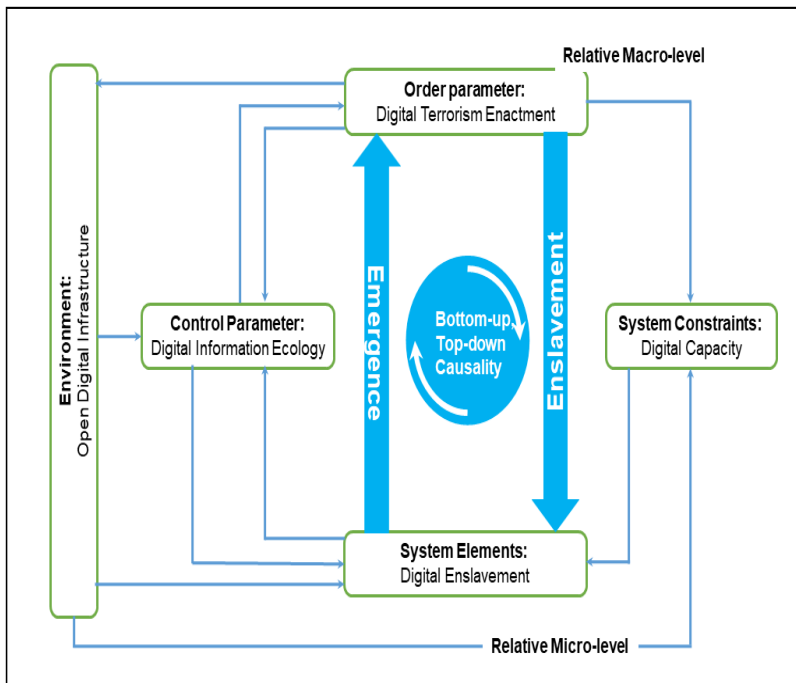 Relative Macro-level
Order parameter:
Digital Terrorism Enactment
Environment:
Open Digital Infrastructure
Control Parameter:
Digital Information Ecology
Emergence
Bottom-up
Top-down
Causality
Enslavement
System Constraints:
Digital Capacity
System Elements:
Digital Enslavement
Relative Micro-level